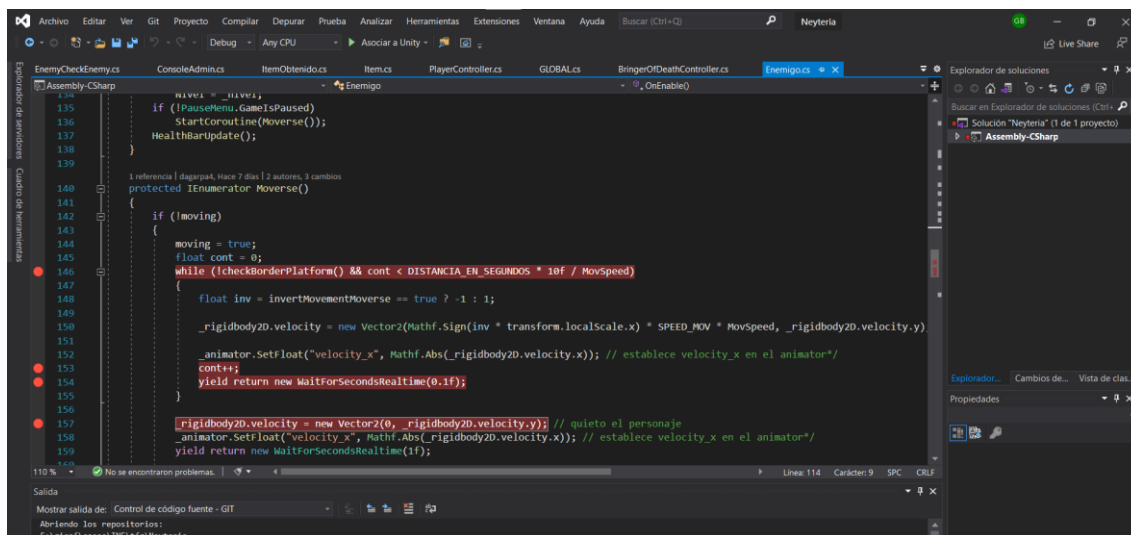 Archivo Editar Ver Git Proyecto Compilar Depurar Prueba Analizar Herramientas Extensiones Ventana Ayuda Buscar (Ctrl+Q) Neyteria GB
Debug Any CPU Asociar a Unity Live Share
EnemyCheckEnemy.cs ConsoleAdmin.cs ItemObtenido.cs Item.cs PlayerController.cs GLOBAL.cs BringerOfDeathController.cs Enemigo.cs
Assembly-CSharp Enemigo OnEnable()
Explorador de servidores
Cuadro de herramientas
134 Nivel = _nivel;
135 if (!PauseMenu.GameIsPaused)
136 StartCoroutine(Moverse());
137 HealthBarUpdate();
138 }
139
1 referencia | dagarpa4, Hace 7 días | 2 autores, 3 cambios
140 protected IEnumerator Moverse()
141 {
142 if (!moving)
143 {
144 moving = true;
145 float cont = 0;
146 while (!checkBorderPlatform() && cont < DISTANCIA_EN_SEGUNDOS * 10f / MovSpeed)
147 {
148 float inv = invertMovementMoverse == true ? -1 : 1;
149
150 _rigidbody2D.velocity = new Vector2(Mathf.Sign(inv * transform.localScale.x) * SPEED_MOV * MovSpeed, _rigidbody2D.velocity.y)
151
152 _animator.SetFloat("velocity_x", Mathf.Abs(_rigidbody2D.velocity.x)); // establece velocity_x en el animator*/
153 cont++;
154 yield return new WaitForSecondsRealtime(0.1f);
155 }
156
157 _rigidbody2D.velocity = new Vector2(0, _rigidbody2D.velocity.y); // quieto el personaje
158 _animator.SetFloat("velocity_x", Mathf.Abs(_rigidbody2D.velocity.x)); // establece velocity_x en el animator*/
159 yield return new WaitForSecondsRealtime(1f);
160
110 % No se encontraron problemas. Línea: 114 Carácter: 9 SPC CRLF
Salida
Mostrar salida de: Control de código fuente - GIT
Abriendo los repositorios:
Explorador de soluciones
Buscar en Explorador de soluciones (Ctrl+
Solución "Neyteria" (1 de 1 proyecto)
Assembly-CSharp
Explorador... Cambios de... Vista de clas...
Propiedades